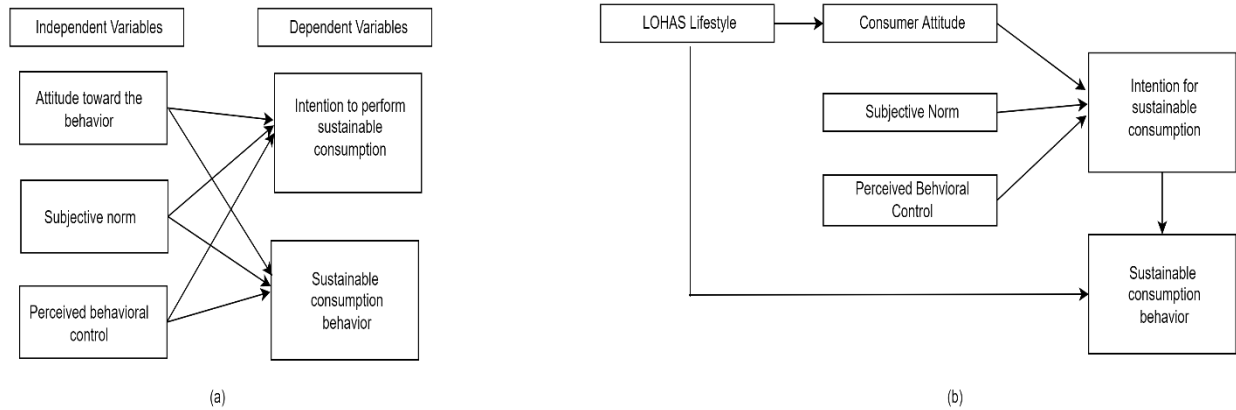 Independent Variables
Dependent Variables
Attitude toward the
behavior
Intention to perform
sustainable
consumption
Subjective norm
Sustainable
consumption
behavior
Perceived behavioral
control
(a)
LOHAS Lifestyle
Consumer Attitude
Intention for
sustainable
consumption
Subjective Norm
Perceived Behvioral
Control
Sustainable
consumption
behavior
(b)